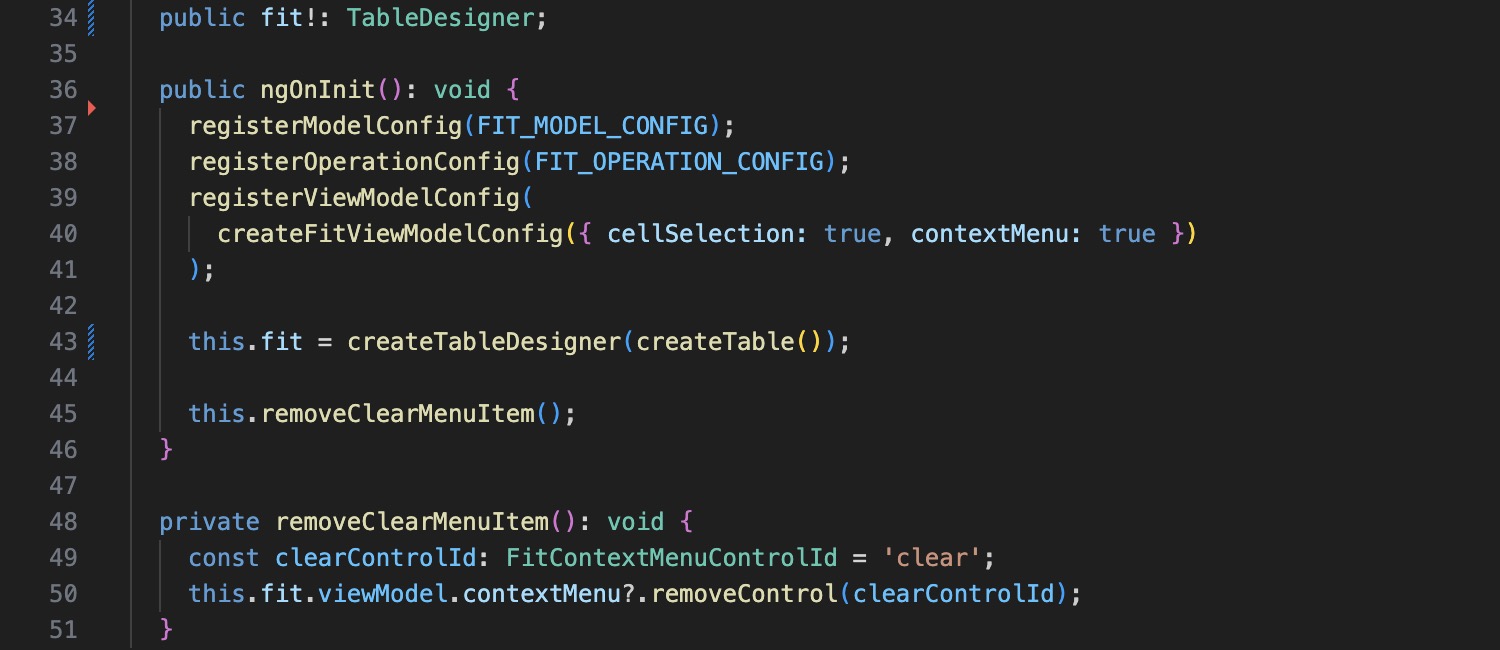 34 public fit!: TableDesigner;
35
36 public ngOnInit(): void {
37 registerModelConfig(FIT_MODEL_CONFIG);
38 registerOperationConfig(FIT_OPERATION_CONFIG);
39 registerViewModelConfig(
40 createFitViewModelConfig({ cellSelection: true, contextMenu: true })
41 );
42
43 this.fit = createTableDesigner(createTable());
44
45 this.removeClearMenuItem();
46 }
47
48 private removeClearMenuItem(): void {
49 const clearControlId: FitContextMenuControlId = 'clear';
50 this.fit.viewModel.contextMenu?.removeControl(clearControlId);
51 }